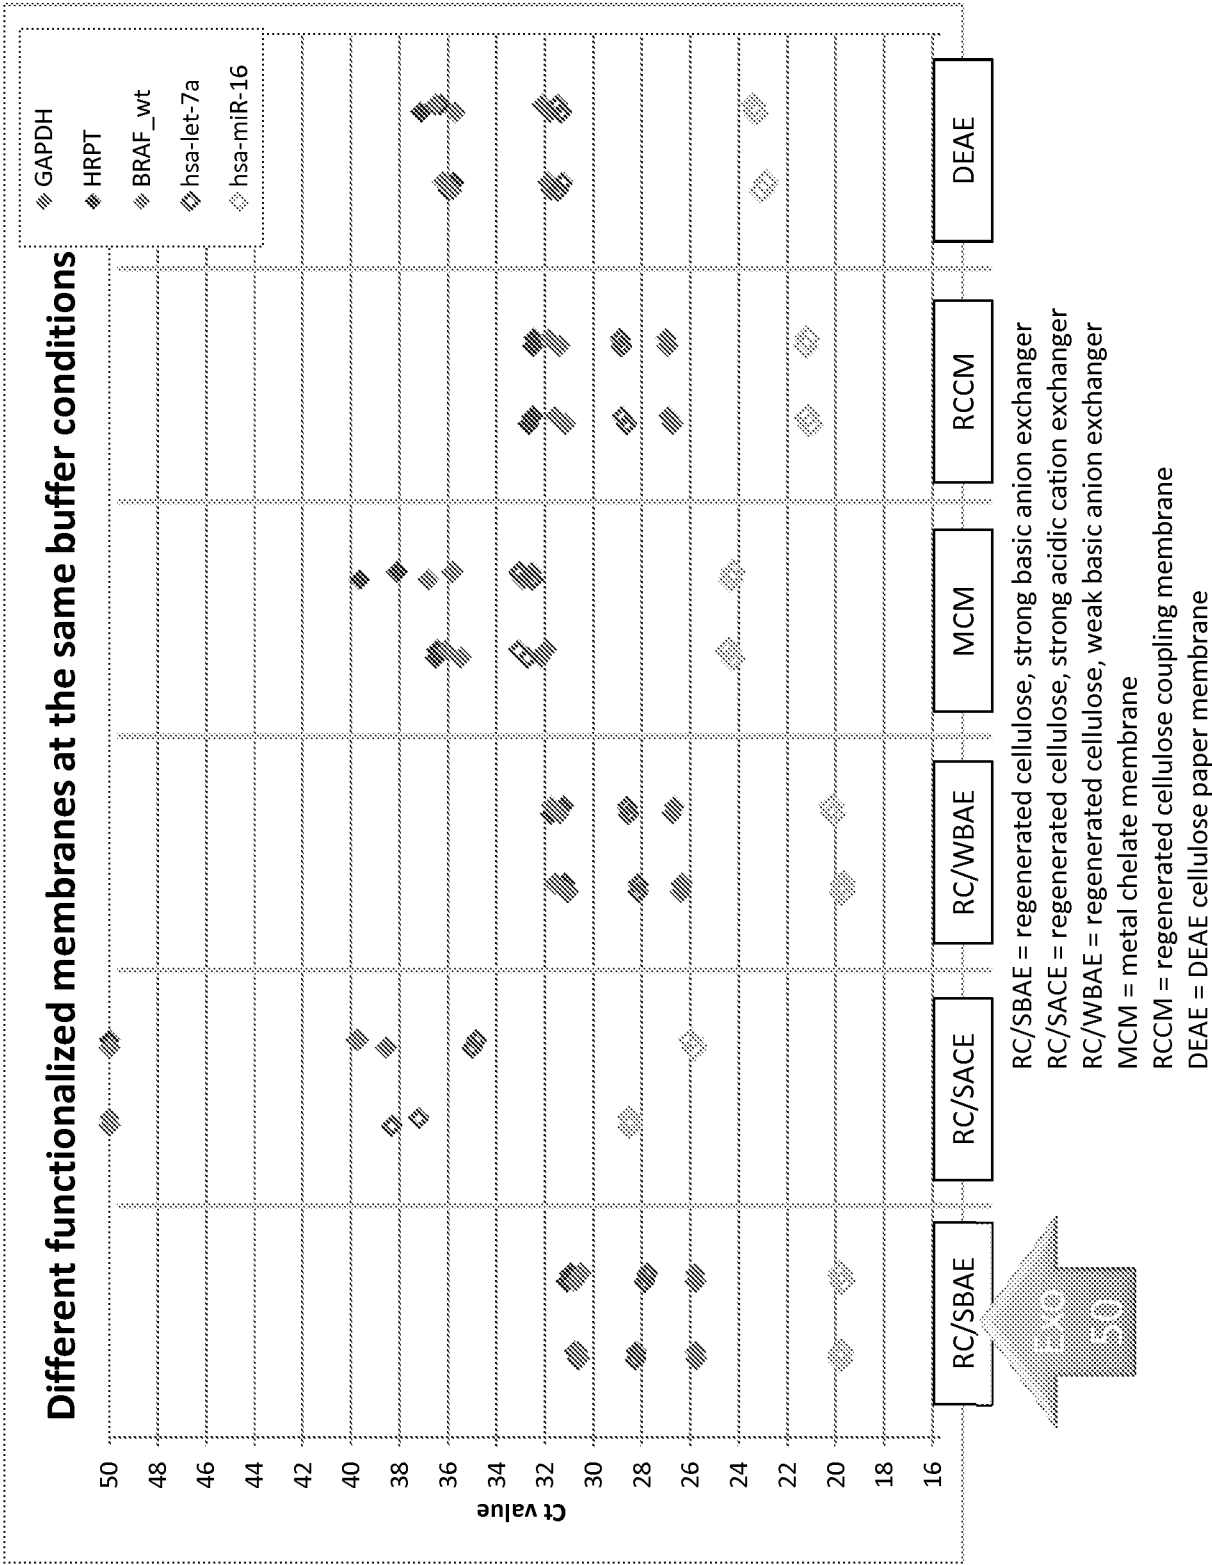 Different functionalized membranes at the same buffer conditions
GAPDH
HRPT
BRAF_wt
hsa-let-7a
hsa-miR-16
Ct value
50
48
46
44
42
40
38
36
34
32
30
28
26
24
22
20
18
16
RC/SBAE
RC/SACE
RC/WBAE
MCM
RCCM
DEAE
Exo
50
RC/SBAE = regenerated cellulose, strong basic anion exchanger
RC/SACE = regenerated cellulose, strong acidic cation exchanger
RC/WBAE = regenerated cellulose, weak basic anion exchanger
MCM = metal chelate membrane
RCCM = regenerated cellulose coupling membrane
DEAE = DEAE cellulose paper membrane